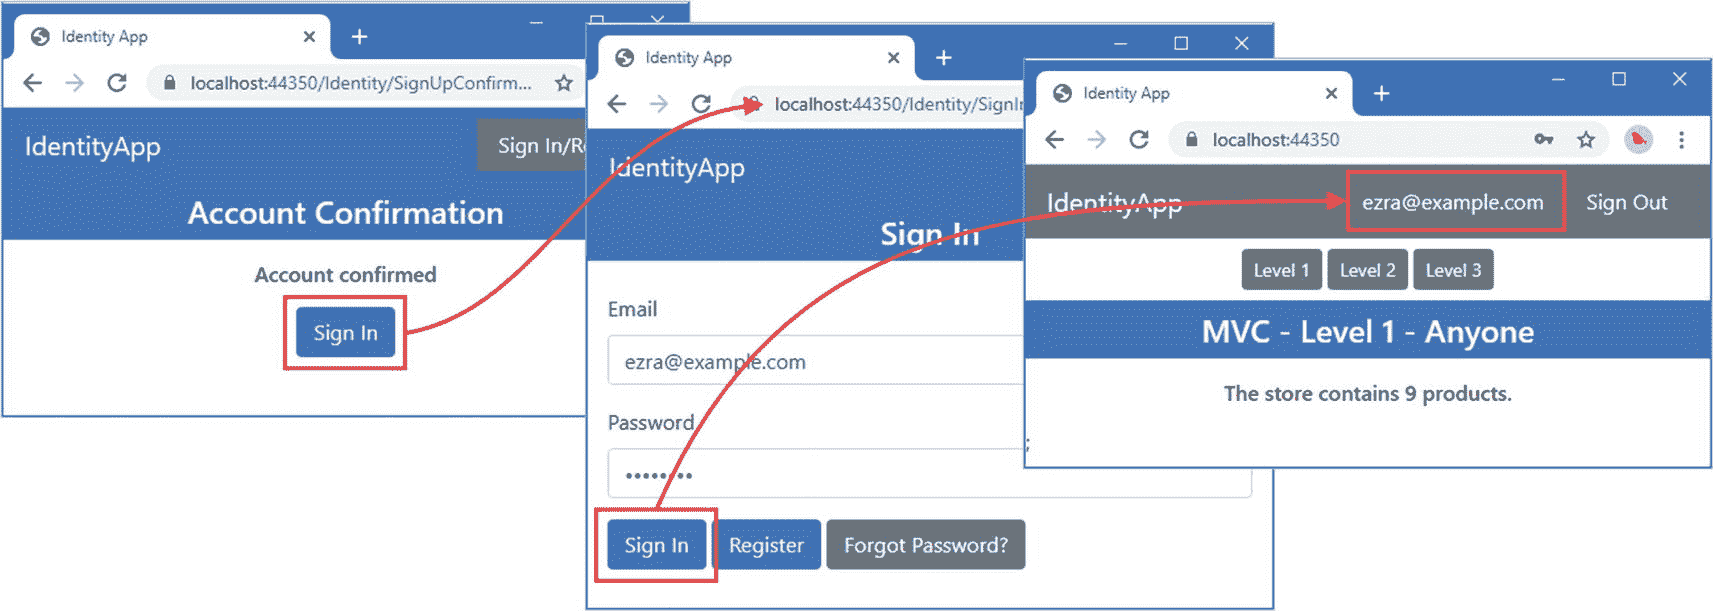 Identity App
localhost:44350/Identity/SignUpConfirm...
IdentityApp
Sign In/Re
Account Confirmation
Account confirmed
Sign In
Identity App
localhost:44350/Identity/SignIn
IdentityApp
Sign In
Email
ezra@example.com
Password
••••••••
Sign In
Register
Forgot Password?
Identity App
localhost:44350
IdentityApp
ezra@example.com
Sign Out
Level 1
Level 2
Level 3
MVC - Level 1 - Anyone
The store contains 9 products.
;